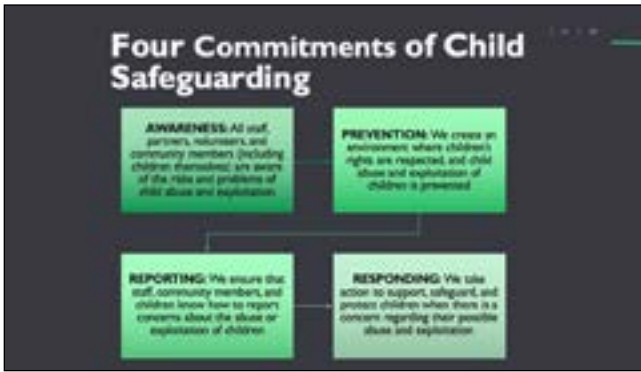 Four Commitments of Child
Safeguarding
AWARENESS: All staff,
partners, volunteers, and
community members (including
children themselves) are aware
of the risks and problems of
child abuse and exploitation
PREVENTION: We create an
environment where children's
rights are respected, and child
abuse and exploitation of
children is prevented
REPORTING: We ensure that
staff, community members, and
children know how to report
concerns about the abuse or
exploitation of children
RESPONDING: We take
action to support, safeguard, and
protect children when there is a
concern regarding their possible
abuse and exploitation